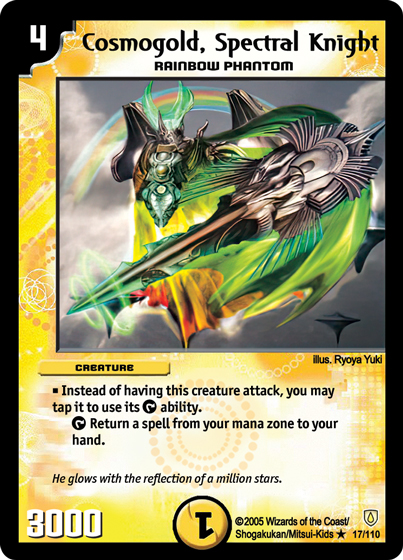 4 Cosmogold, Spectral Knight
RAINBOW PHANTOM
illus. Ryoya Yuki
CREATURE
▪ Instead of having this creature attack, you may
tap it to use its ability.
Return a spell from your mana zone to your
hand.
He glows with the reflection of a million stars.
3000
1
©2005 Wizards of the Coast/
Shogakukan/Mitsui-Kids ★ 17/110